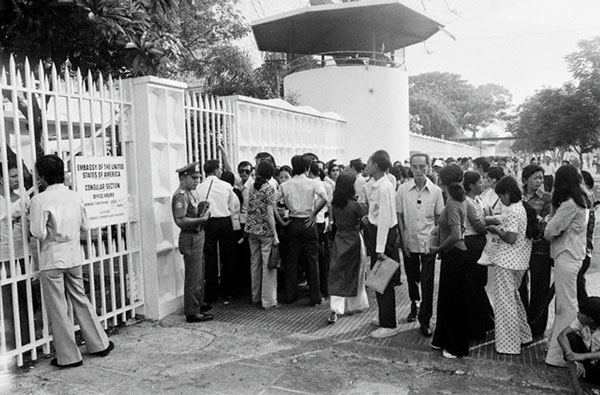 EMBASSY OF THE UNITED
STATES OF AMERICA
CONSULAR SECTION
OFFICE HOURS